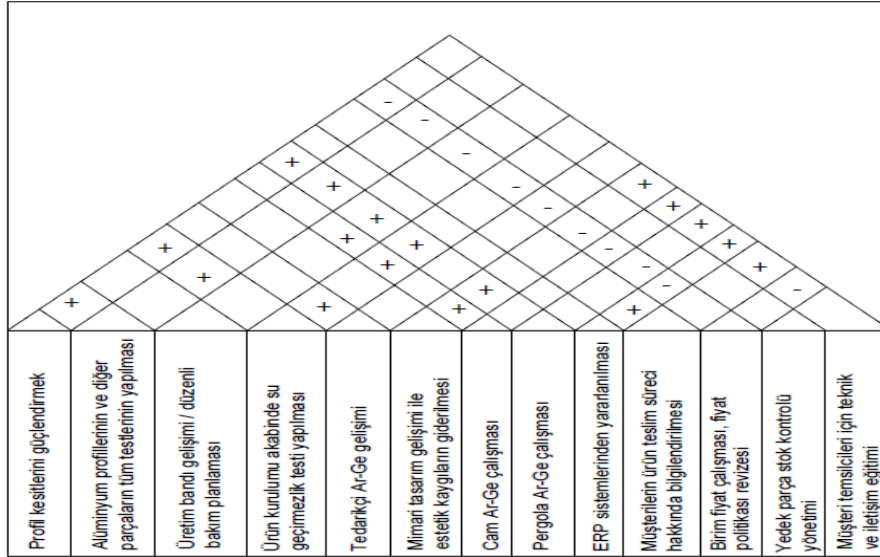 -
-
-
+
+
-
+
+
-
+
+
+
+
-
+
+
+
+
-
+
+
-
+
+
-
-
+
+
+
+
Profil kesitlerini güçlendirmek
Alüminyum profillerinin ve diğer
parçaların tüm testlerinin yapılması
Üretim bandı gelişimi / düzenli
bakım planlaması
Ürün kurulumu akabinde su
geçirmezlik testi yapılması
Tedarikçi Ar-Ge gelişimi
Mimari tasarım gelişimi ile
estetik kaygıların giderilmesi
Cam Ar-Ge çalışması
Pergola Ar-Ge çalışması
ERP sistemlerinden yararlanılması
Müşterilerin ürün teslim süreci
hakkında bilgilendirilmesi
Birim fiyat çalışması, fiyat
politikası revizesi
Yedek parça stok kontrolü
yönetimi
Müşteri temsilcileri için teknik
ve iletişim eğitimi